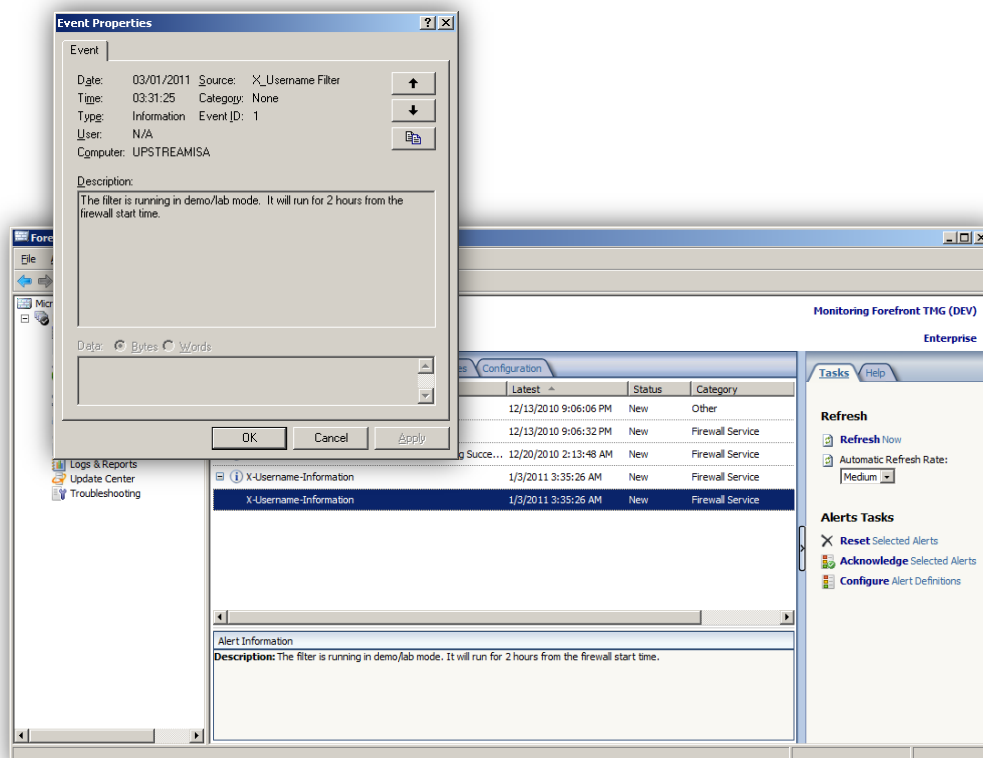 Event Properties
Event
Date: 03/01/2011 Source: X_Username Filter
Time: 03:31:25 Category: None
Type: Information Event ID: 1
User: N/A
Computer: UPSTREAMISA
Description:
The filter is running in demo/lab mode.  It will run for 2 hours from the
firewall start time.
Data: Bytes Words
OK Cancel Apply
File
Monitoring Forefront TMG (DEV)
Enterprise
Configuration
Latest Status Category
12/13/2010 9:06:06 PM New Other
12/13/2010 9:06:32 PM New Firewall Service
12/20/2010 2:13:48 AM New Firewall Service
X-Username-Information 1/3/2011 3:35:26 AM New Firewall Service
X-Username-Information 1/3/2011 3:35:26 AM New Firewall Service
Logs & Reports
Update Center
Troubleshooting
Alert Information
Description: The filter is running in demo/lab mode. It will run for 2 hours from the firewall start time.
Tasks Help
Refresh
Refresh Now
Automatic Refresh Rate:
Medium
Alerts Tasks
Reset Selected Alerts
Acknowledge Selected Alerts
Configure Alert Definitions